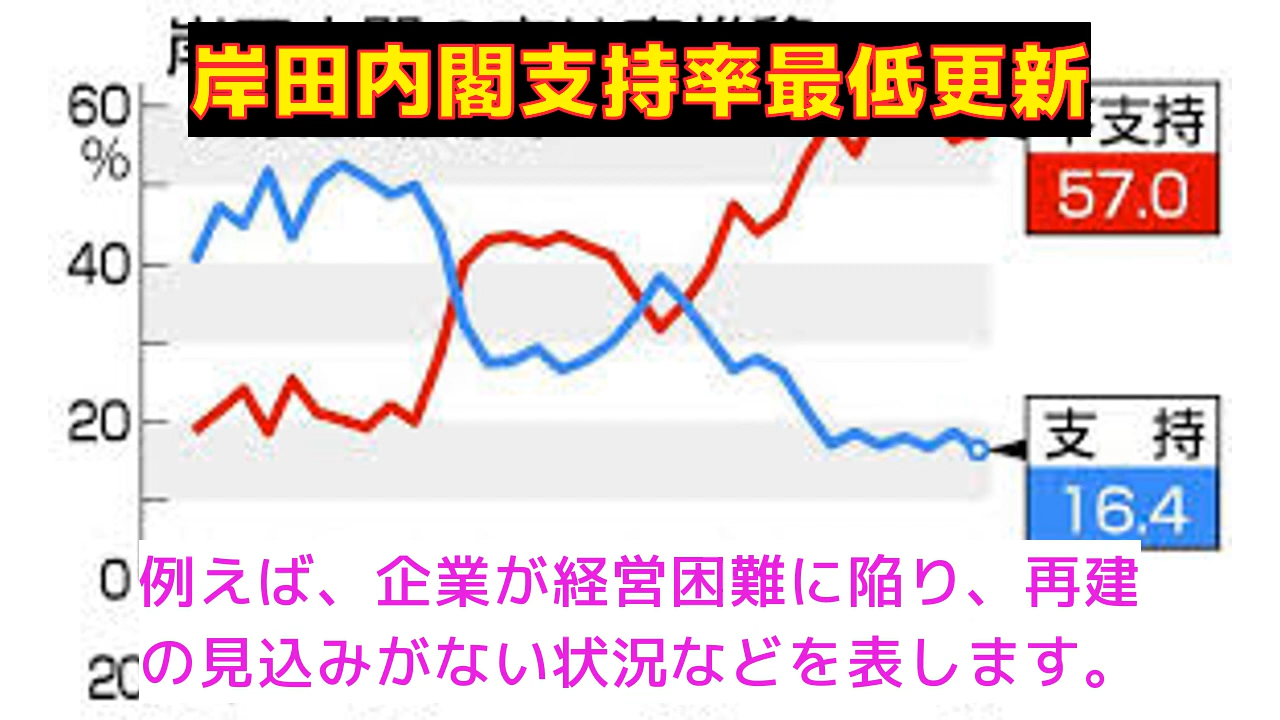 岸田内閣支持率最低更新
60
%
支持
57.0
40
20
支 持
16.4
0
例えば、企業が経営困難に陥り、再建
の見込みがない状況などを表します。
20